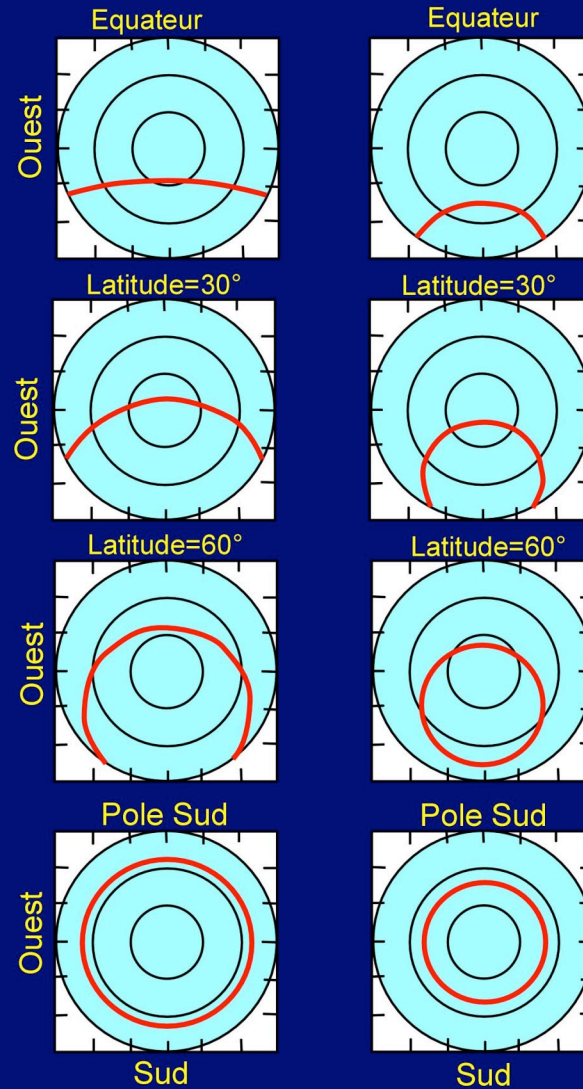 Equateur
Equateur
Ouest
Latitude=30°
Latitude=30°
Ouest
Latitude=60°
Latitude=60°
Ouest
Pole Sud
Pole Sud
Ouest
Sud
Sud